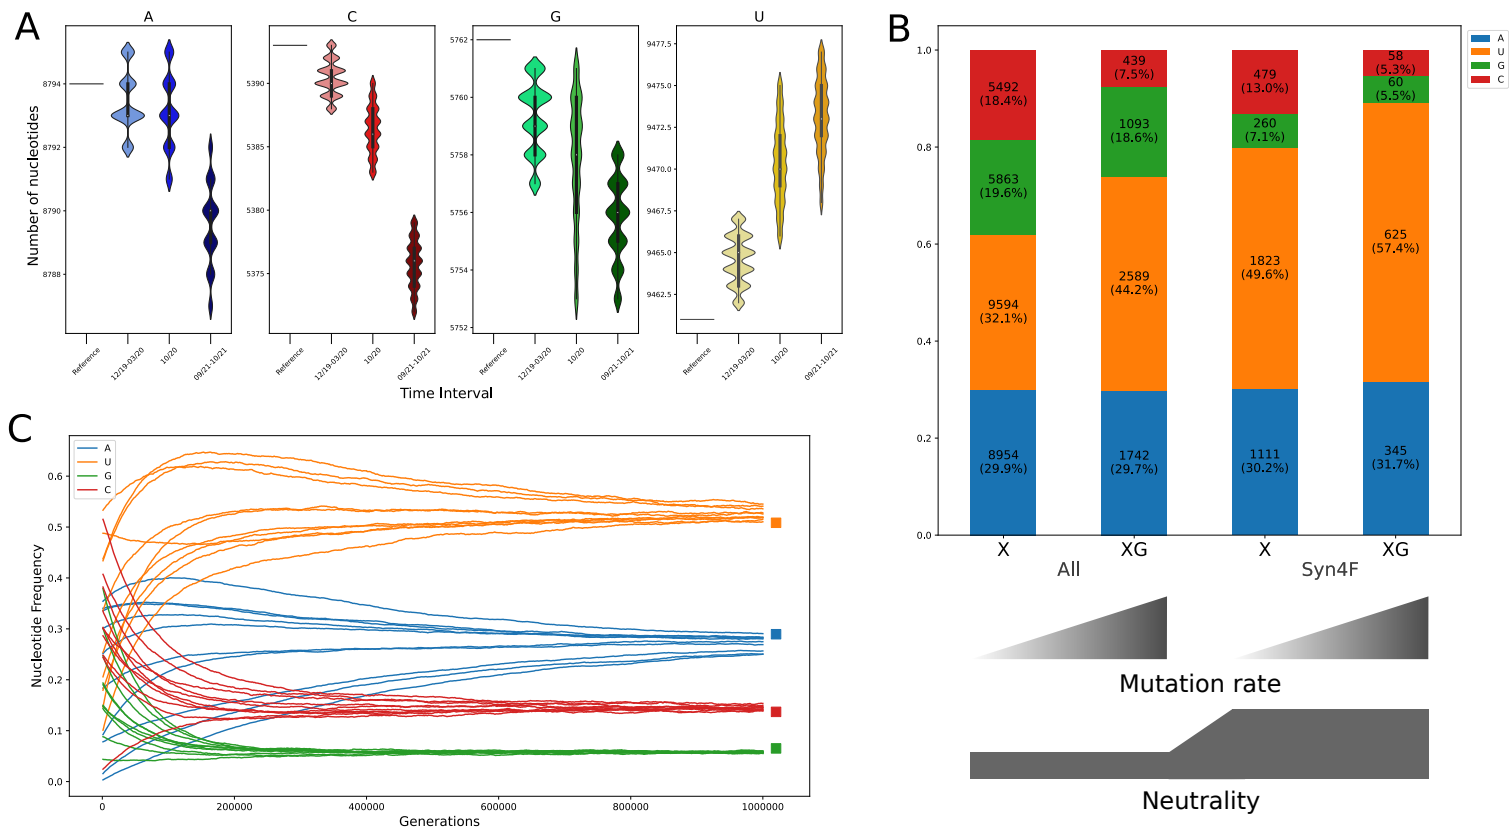 A
A
C
G
U
Number of nucleotides
8794
8792
8790
8788
5390
5385
5380
5375
5762
5760
5758
5756
5754
5752
9477.5
9475.0
9472.5
9470.0
9467.5
9465.0
9462.5
Reference
12/19-03/20
10/20
09/21-10/21
Reference
12/19-03/20
10/20
09/21-10/21
Reference
12/19-03/20
10/20
09/21-10/21
Reference
12/19-03/20
10/20
09/21-10/21
Time Interval
B
A
U
G
C
1.0
0.8
0.6
0.4
0.2
0.0
5492
(18.4%)
5863
(19.6%)
9594
(32.1%)
8954
(29.9%)
439
(7.5%)
1093
(18.6%)
2589
(44.2%)
1742
(29.7%)
479
(13.0%)
260
(7.1%)
1823
(49.6%)
1111
(30.2%)
58
(5.3%)
60
(5.5%)
625
(57.4%)
345
(31.7%)
X
XG
X
XG
All
Syn4F
Mutation rate
Neutrality
C
A
U
G
C
Nucleotide Frequency
0.6
0.5
0.4
0.3
0.2
0.1
0.0
0
200000
400000
600000
800000
1000000
Generations